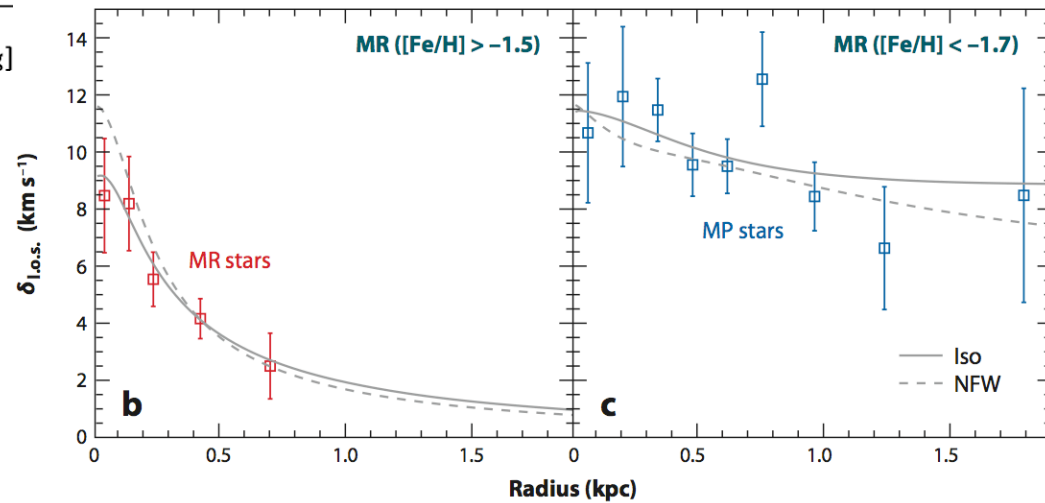 g]
14
12
10
8
6
4
2
0
δl.o.s. (km s⁻¹)
MR ([Fe/H] > –1.5)
MR stars
b
0
0.5
1.0
1.5
MR ([Fe/H] < –1.7)
MP stars
Iso
NFW
c
0
0.5
1.0
1.5
Radius (kpc)